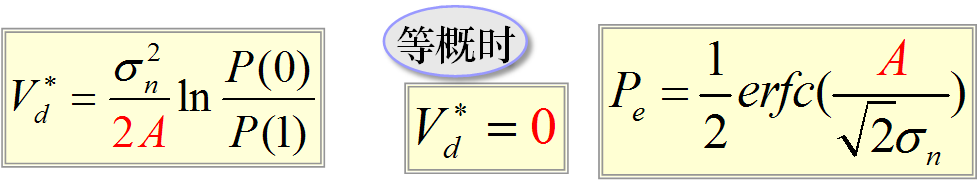 V_d^* = \frac{\sigma_n^2}{2A} \ln \frac{P(0)}{P(1)}
等概时
V_d^* = 0
P_e = \frac{1}{2} erfc(\frac{A}{\sqrt{2}\sigma_n})